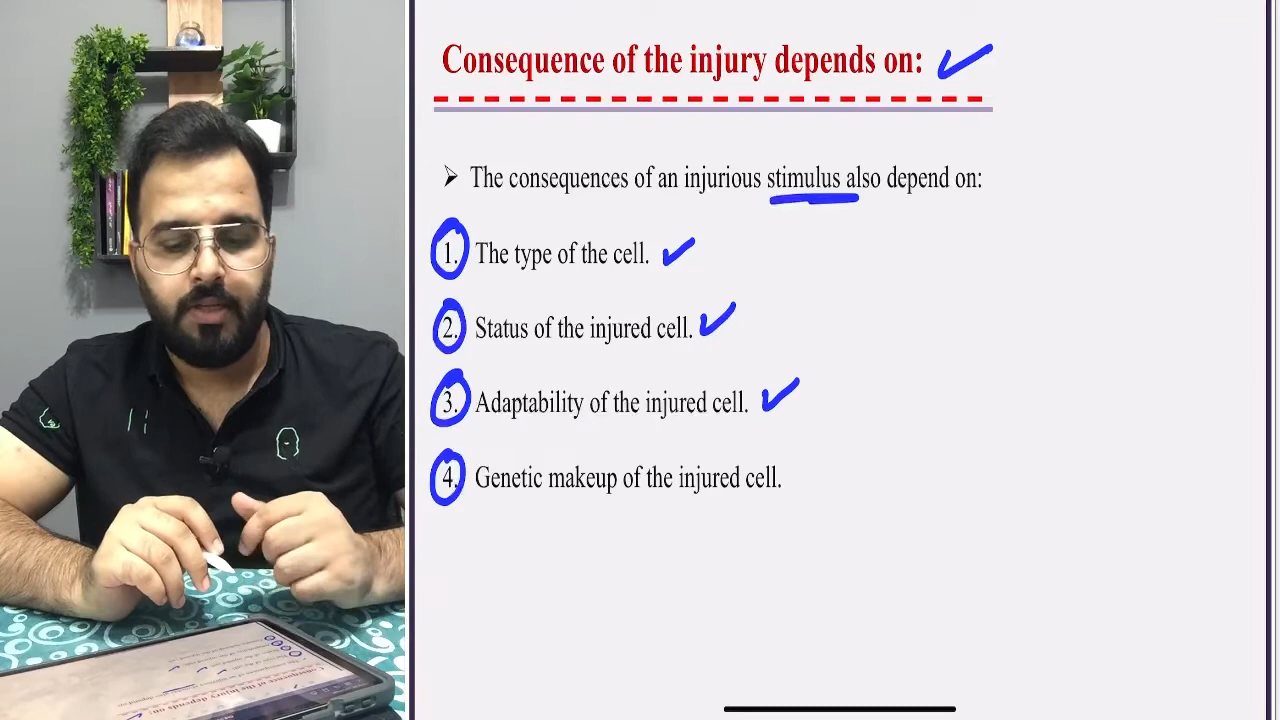 Consequence of the injury depends on:
➢ The consequences of an injurious stimulus also depend on:
1. The type of the cell.
2. Status of the injured cell.
3. Adaptability of the injured cell.
4. Genetic makeup of the injured cell.